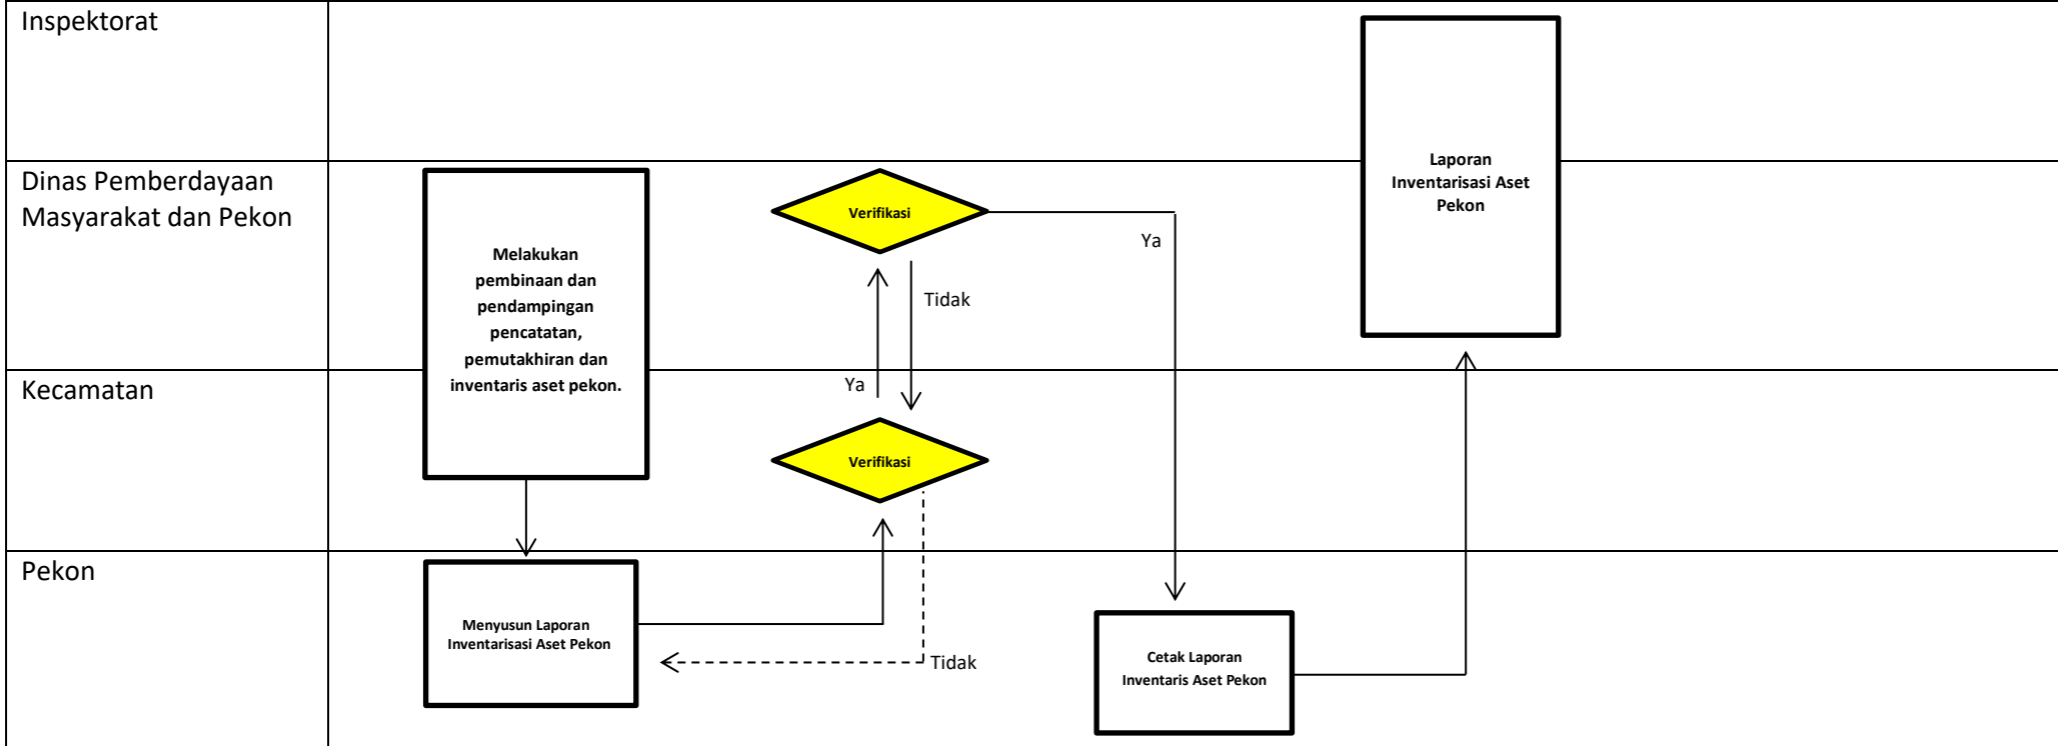 Inspektorat
Laporan
Inventarisasi Aset
Pekon
Dinas Pemberdayaan
Masyarakat dan Pekon
Melakukan
pembinaan dan
pendampingan
pencatatan,
pemutakhiran dan
inventaris aset pekon.
Verifikasi
Ya
Tidak
Kecamatan
Ya
Verifikasi
Pekon
Menyusun Laporan
Inventarisasi Aset Pekon
Tidak
Cetak Laporan
Inventaris Aset Pekon